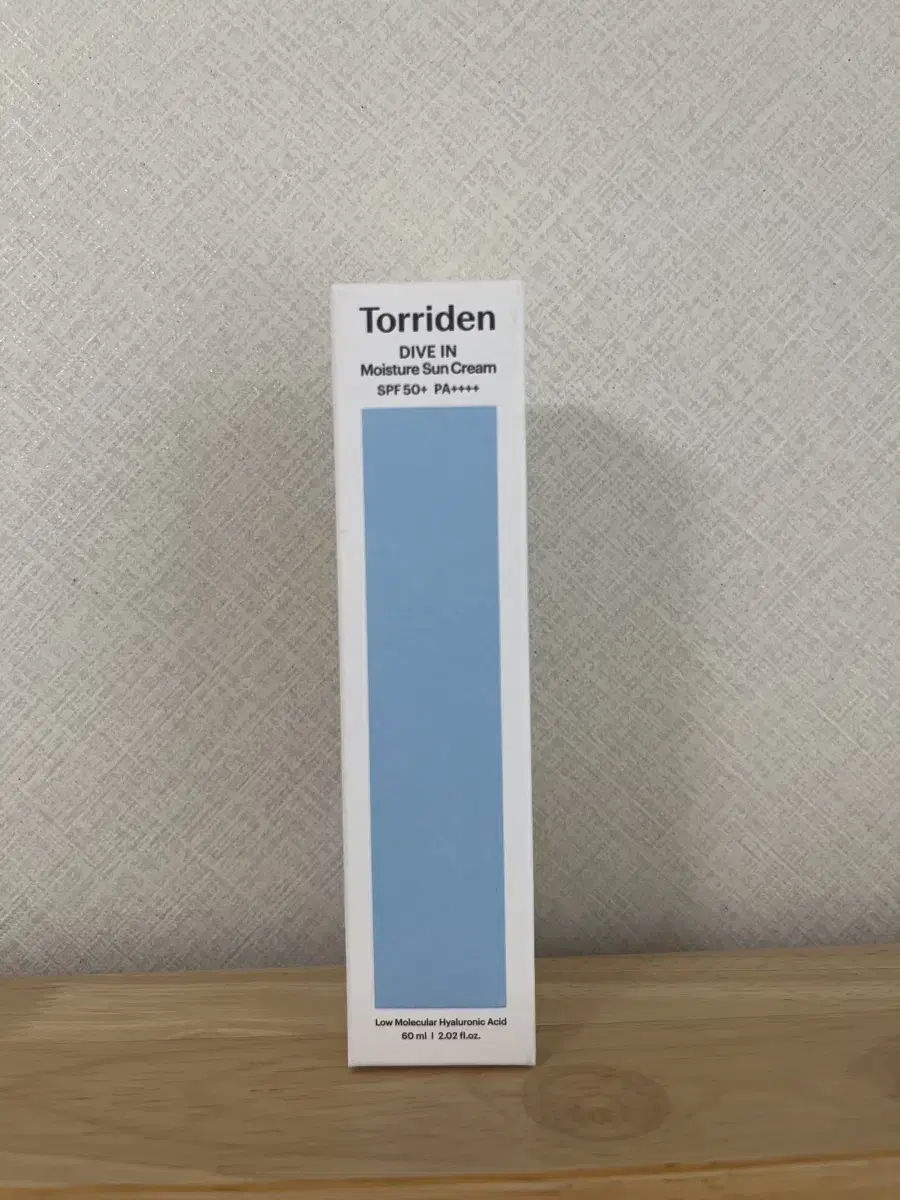 Torriden
DIVE IN
Moisture Sun Cream
SPF 50+ PA++++
Low Molecular Hyaluronic Acid
60 ml | 2.02 fl.oz.